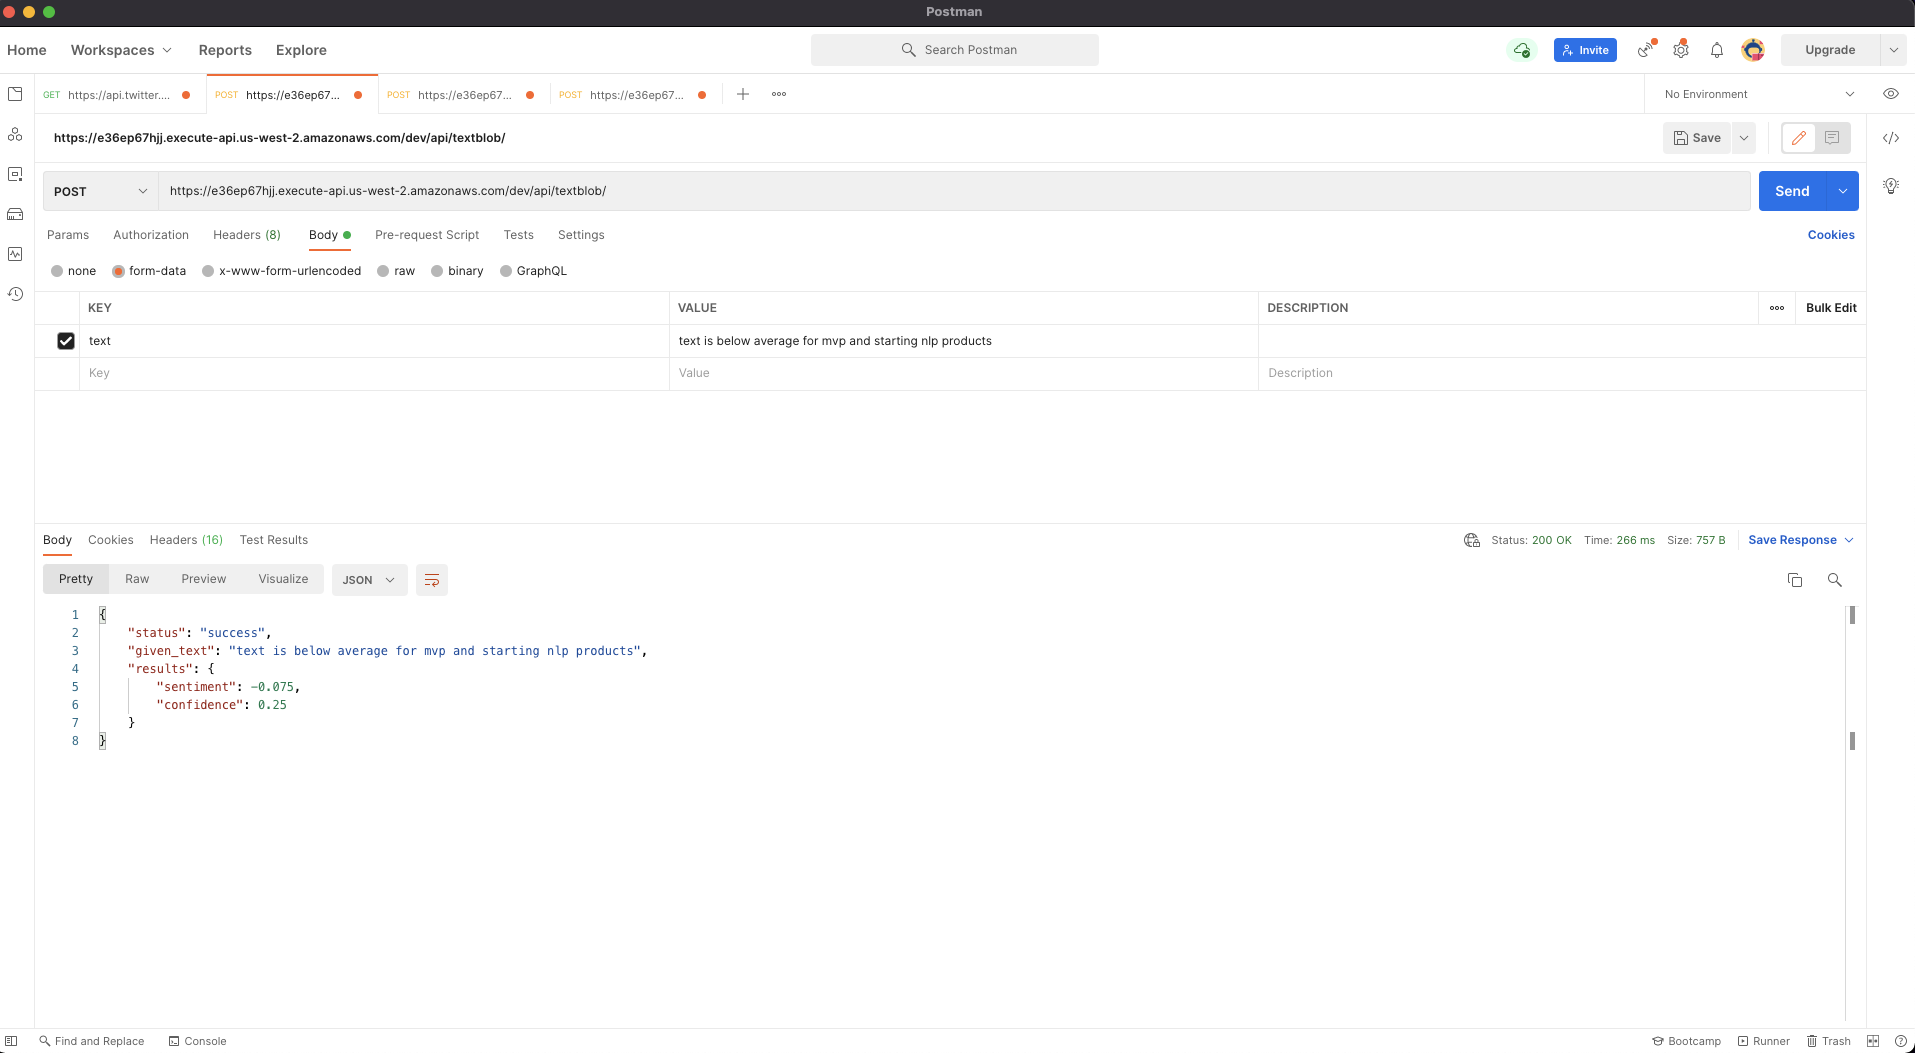 Postman
Home Workspaces Reports Explore Search Postman Invite Upgrade
GET https://api.twitter.... POST https://e36ep67... POST https://e36ep67... POST https://e36ep67... No Environment
https://e36ep67hjj.execute-api.us-west-2.amazonaws.com/dev/api/textblob/ Save
POST https://e36ep67hjj.execute-api.us-west-2.amazonaws.com/dev/api/textblob/ Send
Params Authorization Headers (8) Body Pre-request Script Tests Settings Cookies
none form-data x-www-form-urlencoded raw binary GraphQL
KEY VALUE DESCRIPTION Bulk Edit
text text is below average for mvp and starting nlp products
Key Value Description
Body Cookies Headers (16) Test Results Status: 200 OK Time: 266 ms Size: 757 B Save Response
Pretty Raw Preview Visualize JSON
1 {
2 "status": "success",
3 "given_text": "text is below average for mvp and starting nlp products",
4 "results": {
5 "sentiment": -0.075,
6 "confidence": 0.25
7 }
8 }
Find and Replace Console Bootcamp Runner Trash